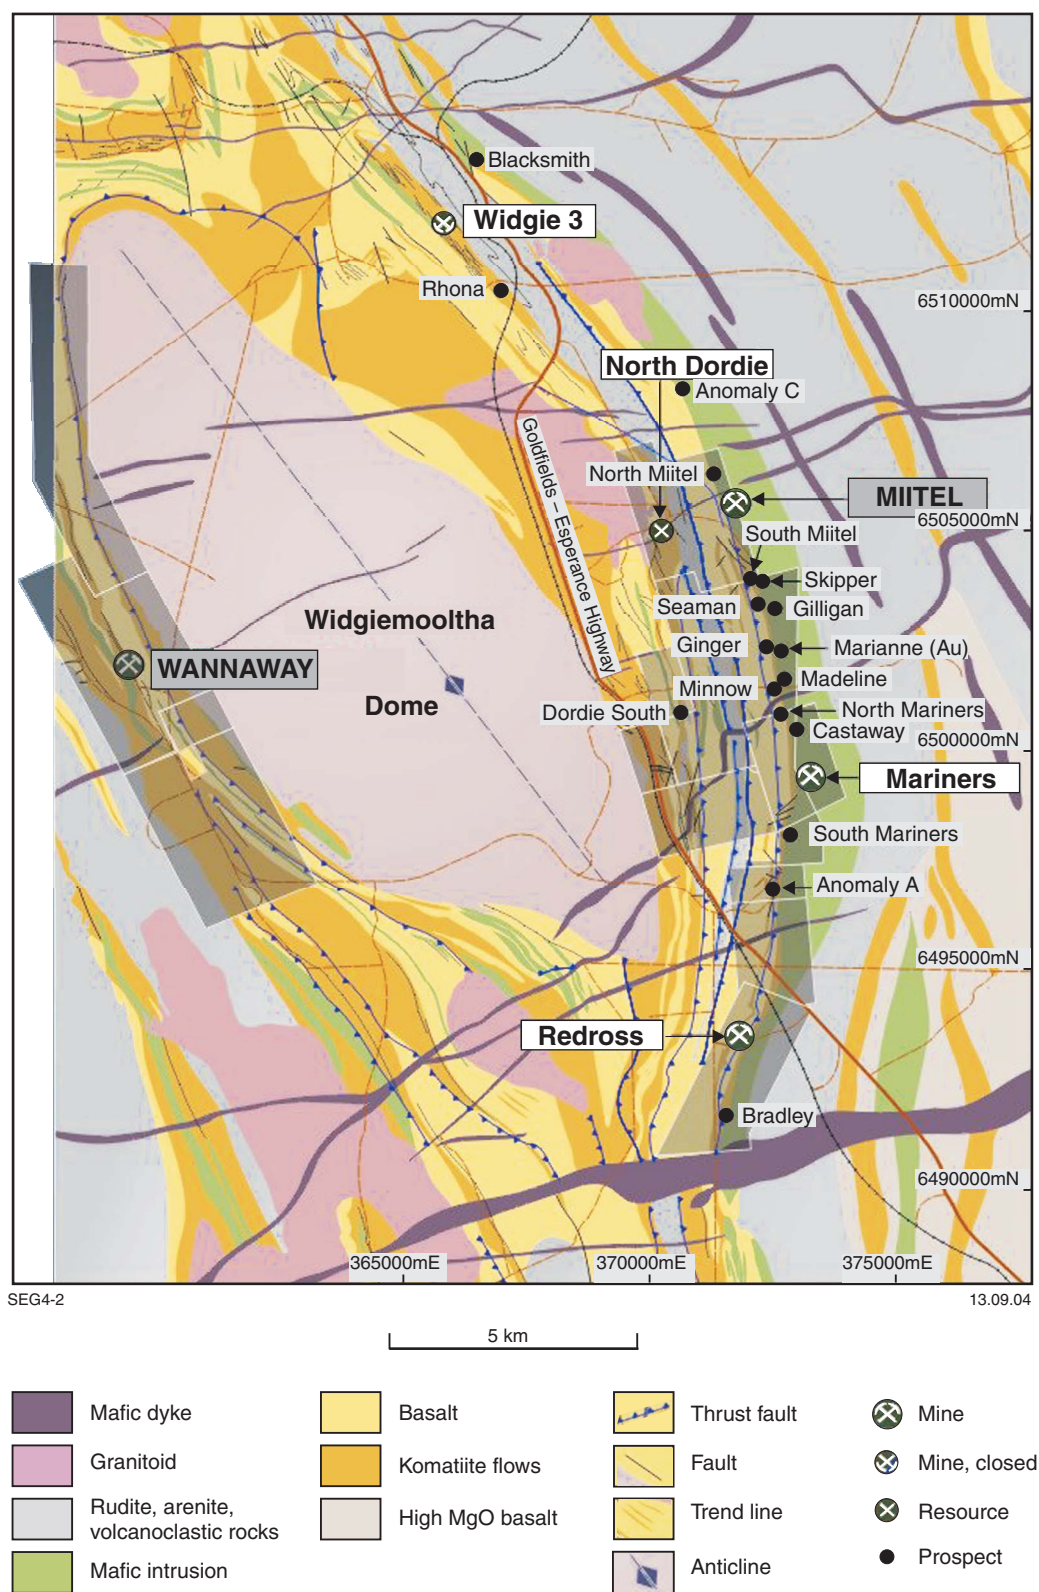 Blacksmith
Widgie 3
Rhona
6510000mN
North Dordie
Anomaly C
Goldfields – Esperance Highway
North Miitel
MIITEL
6505000mN
South Miitel
Skipper
Seaman
Gilligan
Widgiemooltha
Ginger
Marianne (Au)
WANNAWAY
Madeline
Minnow
Dome
Dordie South
North Mariners
Castaway
6500000mN
Mariners
South Mariners
Anomaly A
6495000mN
Redross
Bradley
6490000mN
365000mE
370000mE
375000mE
SEG4-2
13.09.04
5 km
Mafic dyke
Granitoid
Rudite, arenite,
volcanoclastic rocks
Mafic intrusion
Basalt
Komatiite flows
High MgO basalt
Thrust fault
Fault
Trend line
Anticline
Mine
Mine, closed
Resource
Prospect